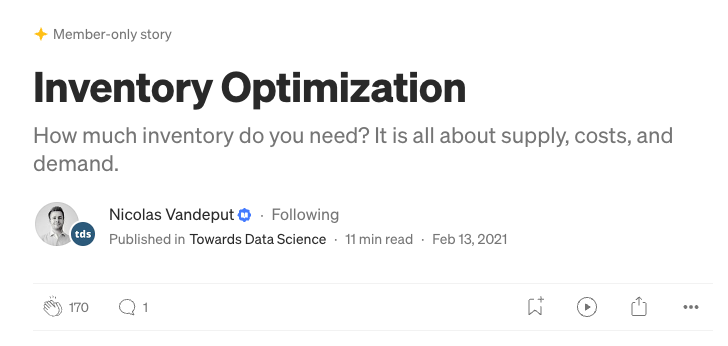 Member-only story
Inventory Optimization
How much inventory do you need? It is all about supply, costs, and
demand.
tds
Nicolas Vandeput · Following
Published in Towards Data Science · 11 min read · Feb 13, 2021
170 1